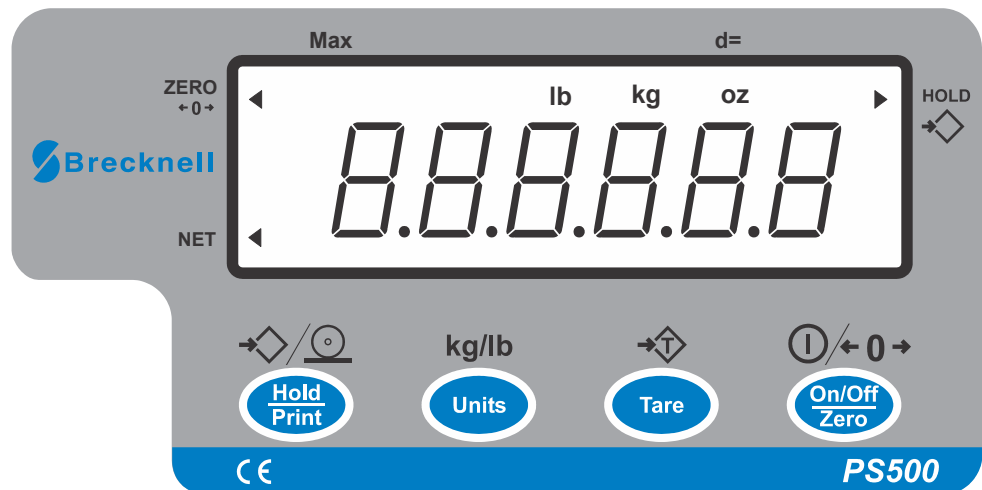 Max d=
ZERO
←0→
lb kg oz
HOLD
8.8.8.8.8.8
Brecknell
NET
kg/lb
T
← 0 →
Hold
Print
Units
Tare
On/Off
Zero
CE
PS500